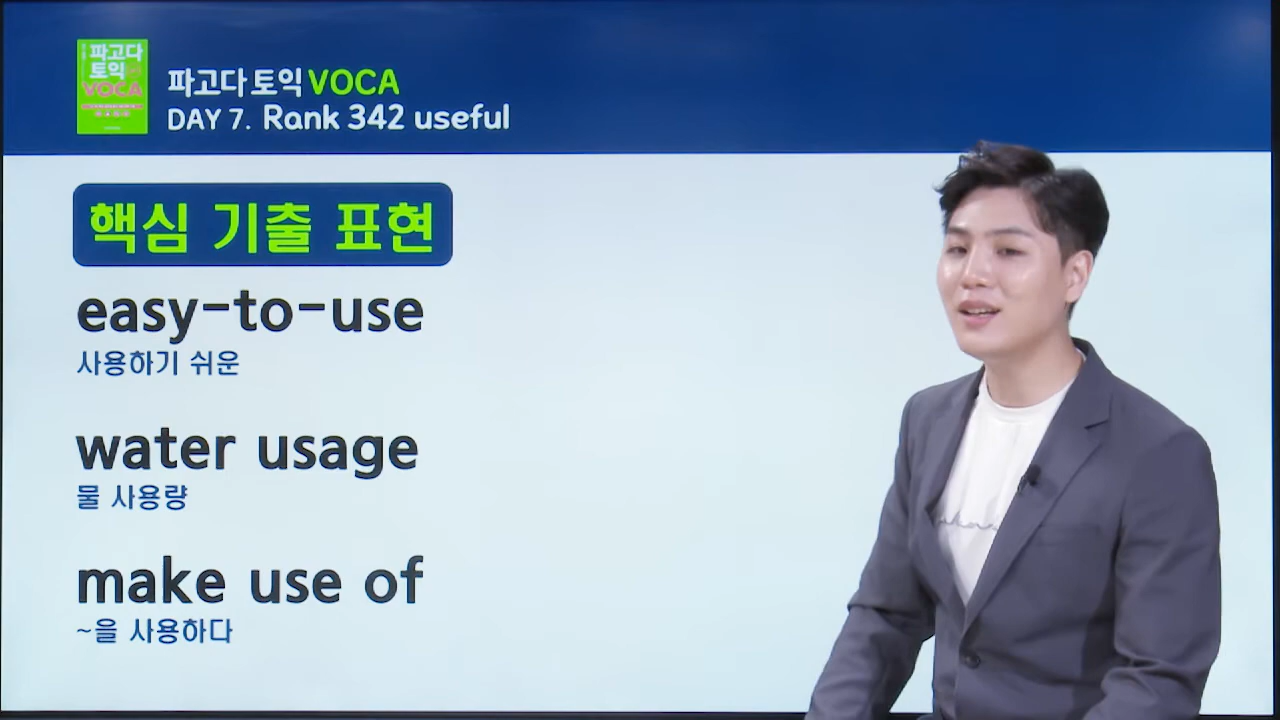 파고다
토익
VOCA
파고다 토익 VOCA
DAY 7. Rank 342 useful
핵심 기출 표현
easy-to-use
사용하기 쉬운
water usage
물 사용량
make use of
~을 사용하다